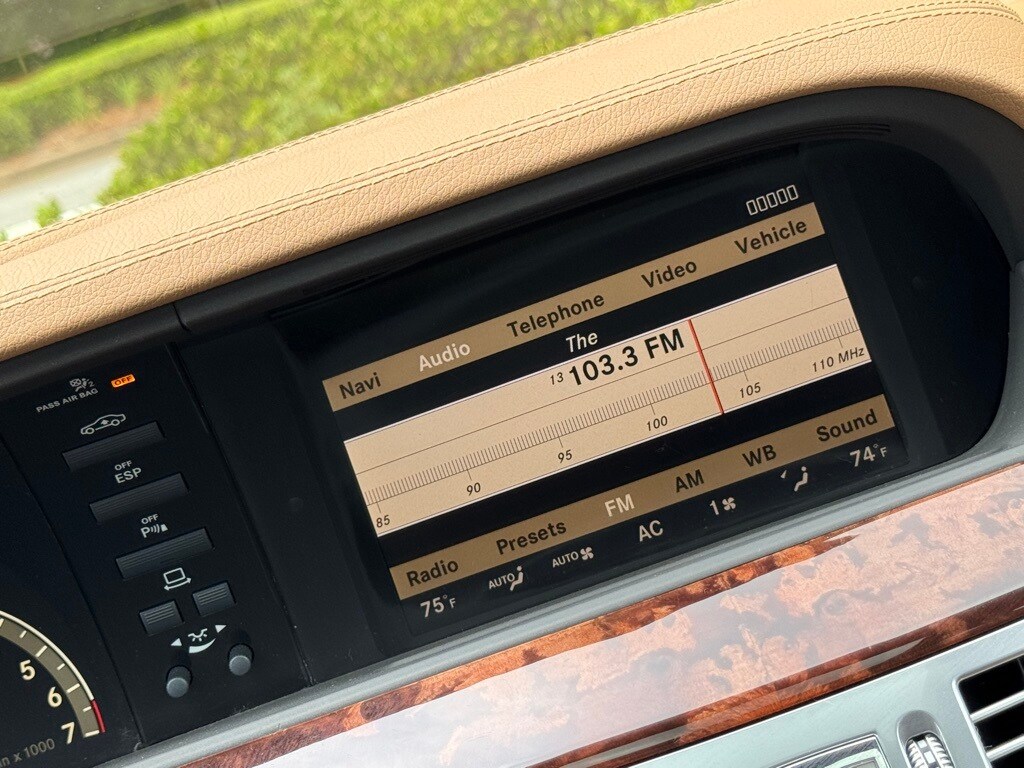 Navi Audio Telephone Video Vehicle
The
13 103.3 FM
85 90 95 100 105 110 MHz
Radio Presets FM AM WB Sound
75°F AUTO AUTO AC 1 74°F
PASS AIR BAG OFF
OFF
ESP
OFF
P
5
6
7
n x 1000